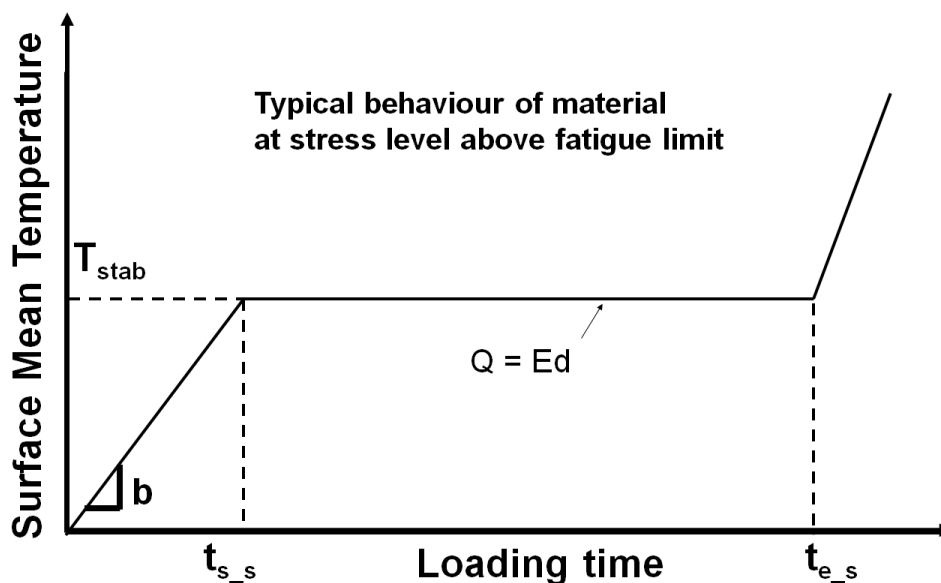 Surface Mean Temperature
Typical behaviour of material
at stress level above fatigue limit
T_stab
Q = Ed
b
t_s_s
Loading time
t_e_s